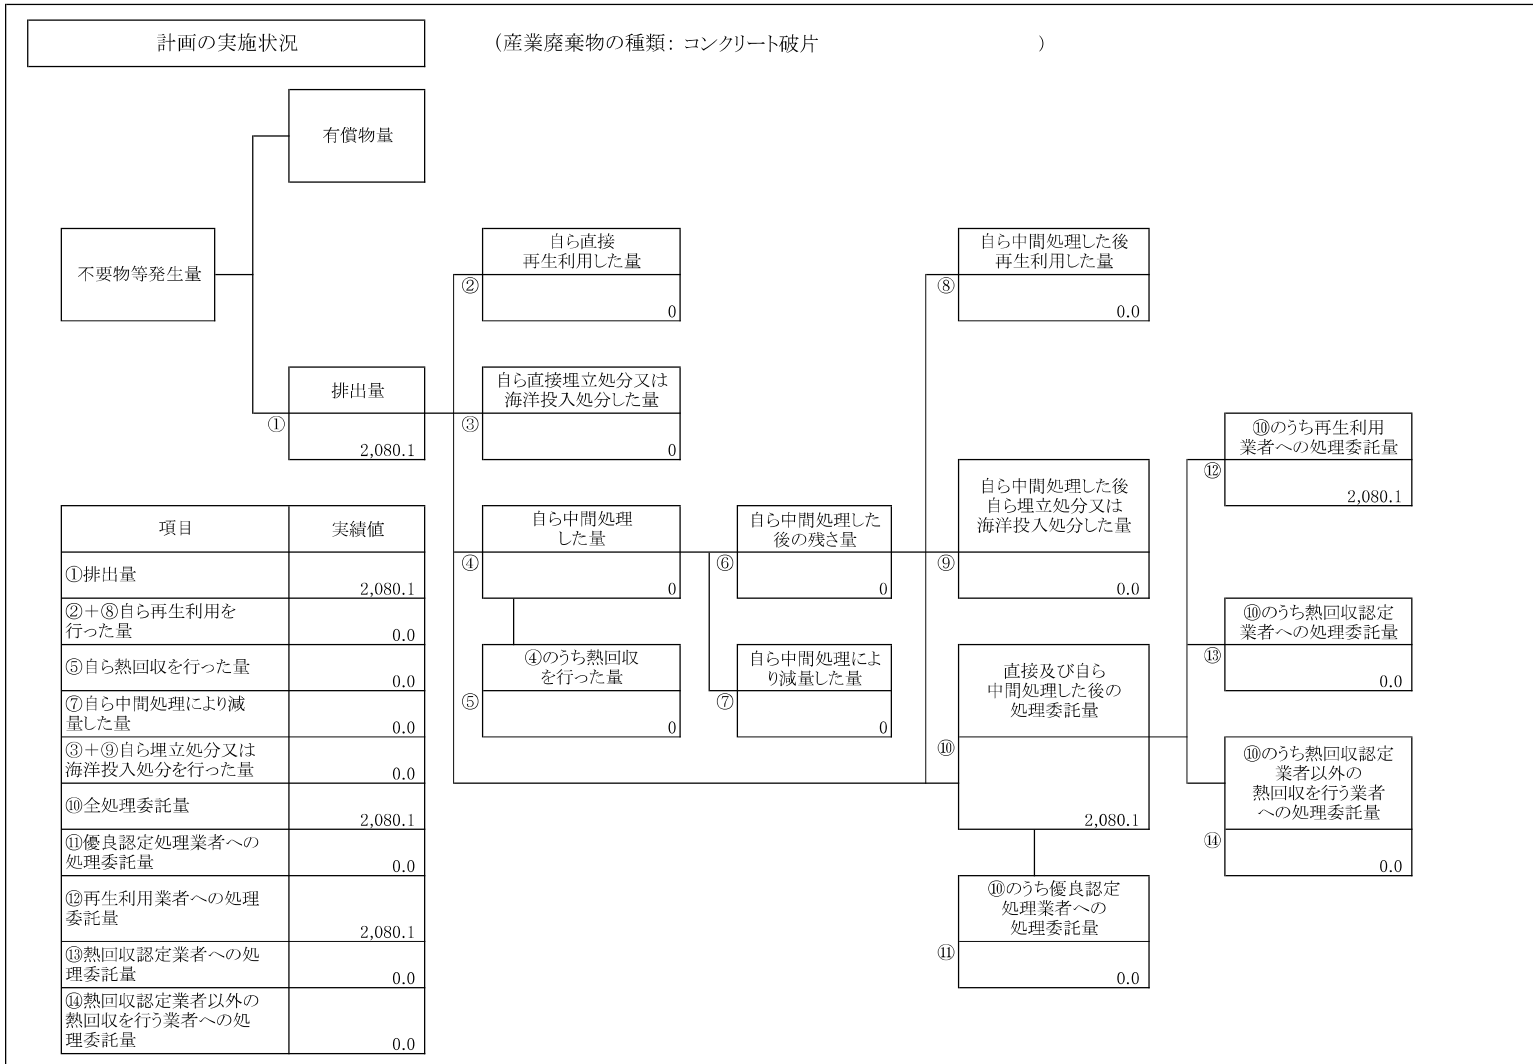 計画の実施状況
(産業廃棄物の種類: コンクリート破片 )
有償物量
不要物等発生量
排出量
①
2,080.1
自ら直接
再生利用した量
②
0
自ら直接埋立処分又は
海洋投入処分した量
③
0
自ら中間処理
した量
④
0
④のうち熱回収
を行った量
⑤
0
自ら中間処理した
後の残さ量
⑥
0
自ら中間処理によ
り減量した量
⑦
0
自ら中間処理した後
再生利用した量
⑧
0.0
自ら中間処理した後
自ら埋立処分又は
海洋投入処分した量
⑨
0.0
直接及び自ら
中間処理した後の
処理委託量
⑩
2,080.1
⑩のうち優良認定
処理業者への
処理委託量
⑪
0.0
⑩のうち再生利用
業者への処理委託量
⑫
2,080.1
⑩のうち熱回収認定
業者への処理委託量
⑬
0.0
⑩のうち熱回収認定
業者以外の
熱回収を行う業者
への処理委託量
⑭
0.0
項目 実績値
①排出量
2,080.1
②+⑧自ら再生利用を
行った量
0.0
⑤自ら熱回収を行った量
0.0
⑦自ら中間処理により減
量した量
0.0
③+⑨自ら埋立処分又は
海洋投入処分を行った量
0.0
⑩全処理委託量
2,080.1
⑪優良認定処理業者への
処理委託量
0.0
⑫再生利用業者への処理
委託量
2,080.1
⑬熱回収認定業者への処
理委託量
0.0
⑭熱回収認定業者以外の
熱回収を行う業者への処
理委託量
0.0